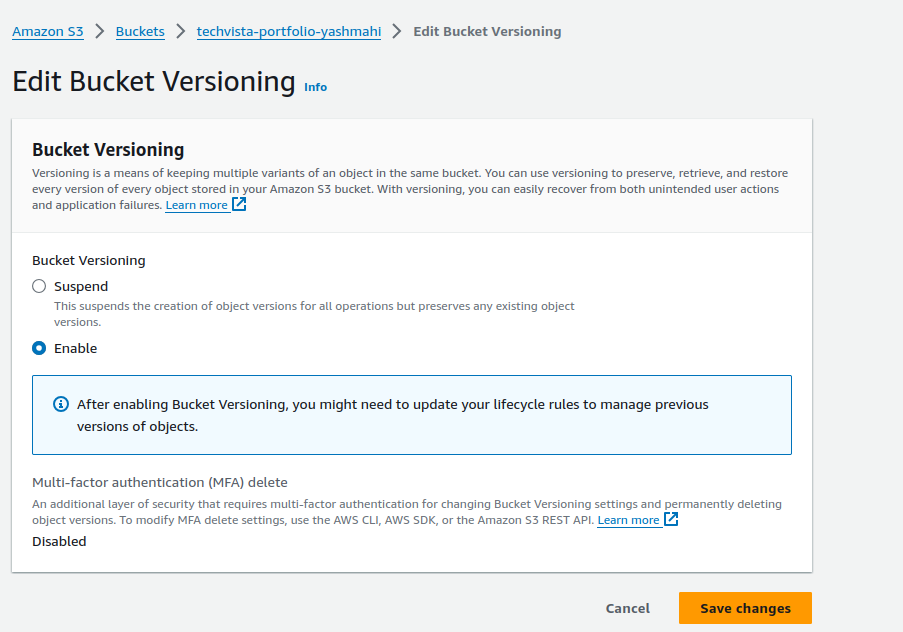 Amazon S3 > Buckets > techvista-portfolio-yashmahi > Edit Bucket Versioning
Edit Bucket Versioning Info
Bucket Versioning
Versioning is a means of keeping multiple variants of an object in the same bucket. You can use versioning to preserve, retrieve, and restore
every version of every object stored in your Amazon S3 bucket. With versioning, you can easily recover from both unintended user actions
and application failures. Learn more
Bucket Versioning
Suspend
This suspends the creation of object versions for all operations but preserves any existing object
versions.
Enable
After enabling Bucket Versioning, you might need to update your lifecycle rules to manage previous
versions of objects.
Multi-factor authentication (MFA) delete
An additional layer of security that requires multi-factor authentication for changing Bucket Versioning settings and permanently deleting
object versions. To modify MFA delete settings, use the AWS CLI, AWS SDK, or the Amazon S3 REST API. Learn more
Disabled
Cancel Save changes